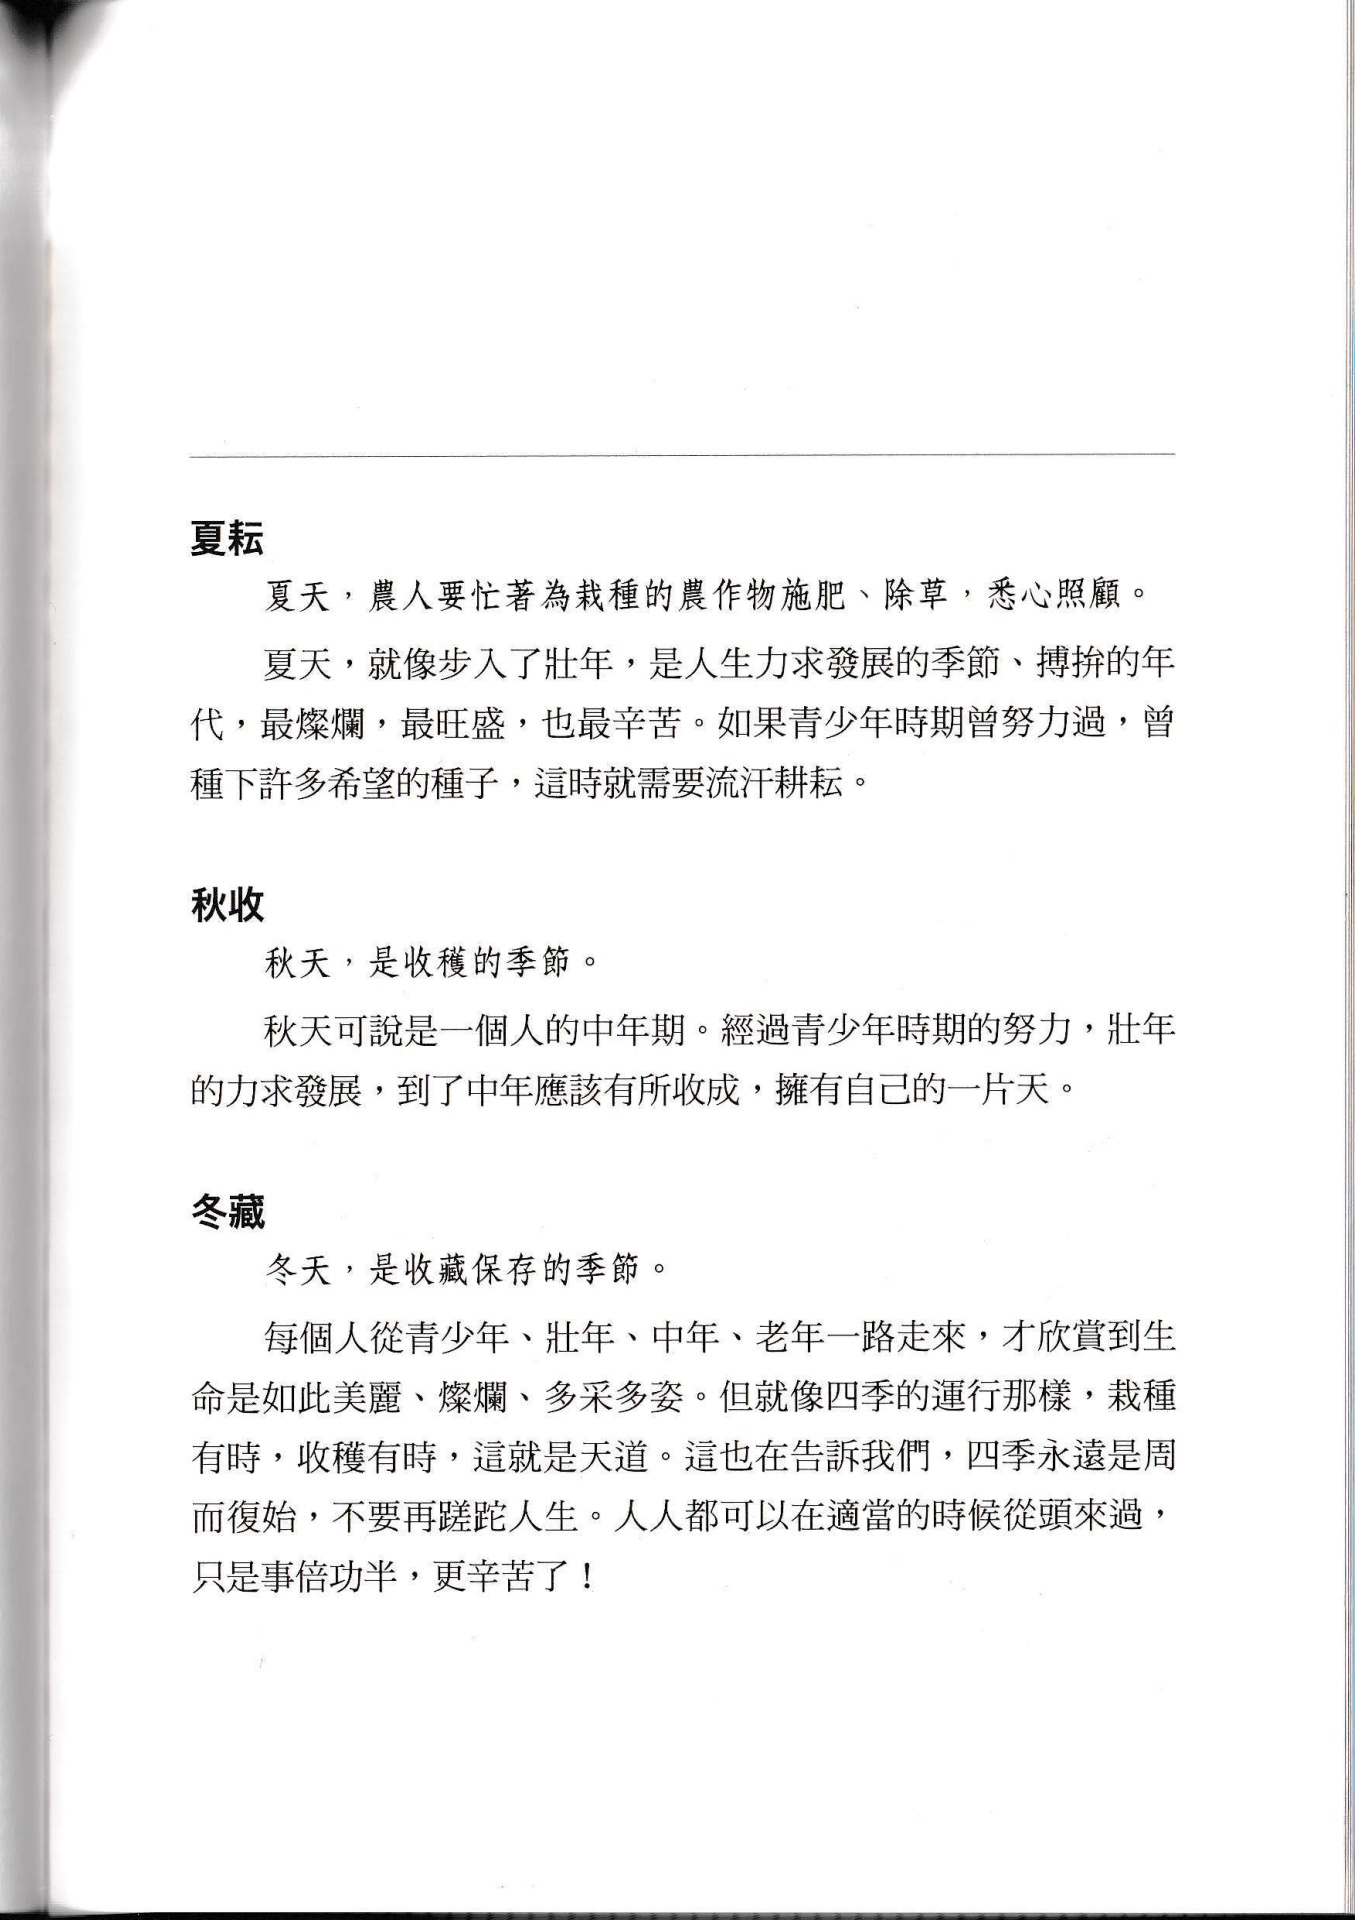 夏耘
夏天，農人要忙著為栽種的農作物施肥、除草，悉心照顧。
夏天，就像步入了壯年，是人生力求發展的季節、搏拚的年
代，最燦爛，最旺盛，也最辛苦。如果青少年時期曾努力過，曾
種下許多希望的種子，這時就需要流汗耕耘。
秋收
秋天，是收穫的季節。
秋天可說是一個人的中年期。經過青少年時期的努力，壯年
的力求發展，到了中年應該有所收成，擁有自己的一片天。
冬藏
冬天，是收藏保存的季節。
每個人從青少年、壯年、中年、老年一路走來，才欣賞到生
命是如此美麗、燦爛、多采多姿。但就像四季的運行那樣，栽種
有時，收穫有時，這就是天道。這也在告訴我們，四季永遠是周
而復始，不要再蹉跎人生。人人都可以在適當的時候從頭來過，
只是事倍功半，更辛苦了！